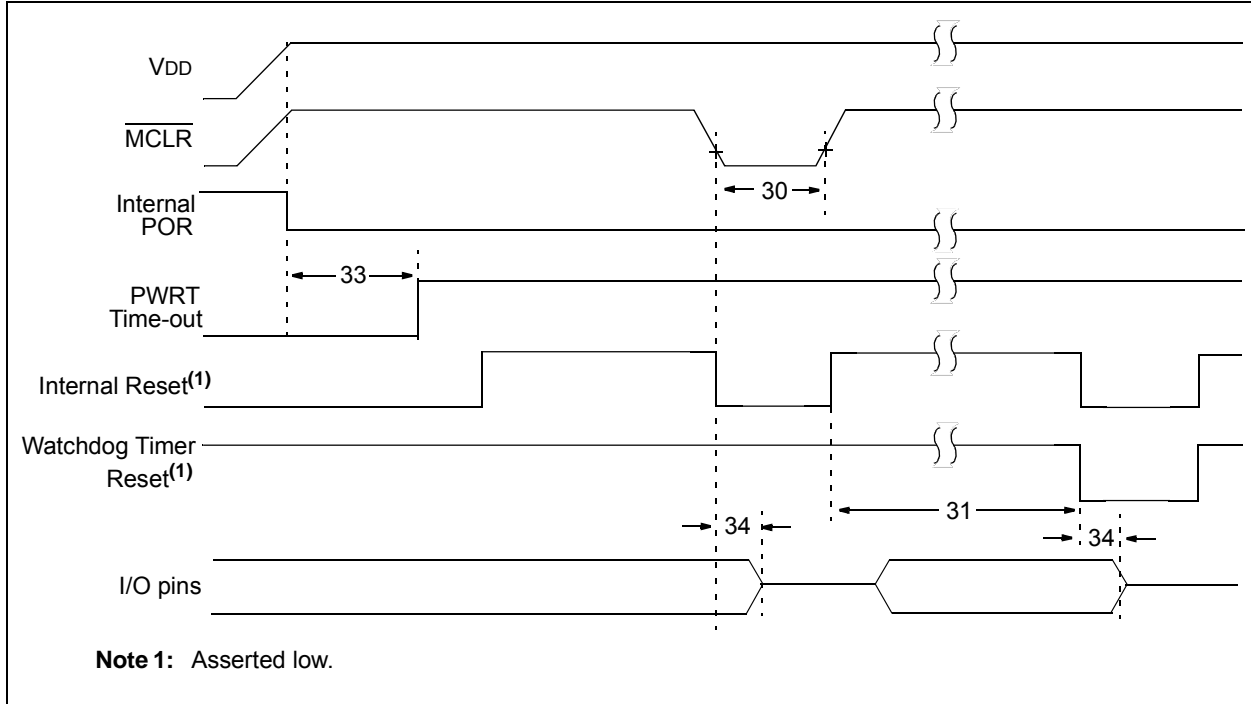 VDD
MCLR
30
Internal
POR
33
PWRT
Time-out
Internal Reset(1)
Watchdog Timer
Reset(1)
31
34
34
I/O pins
Note 1: Asserted low.